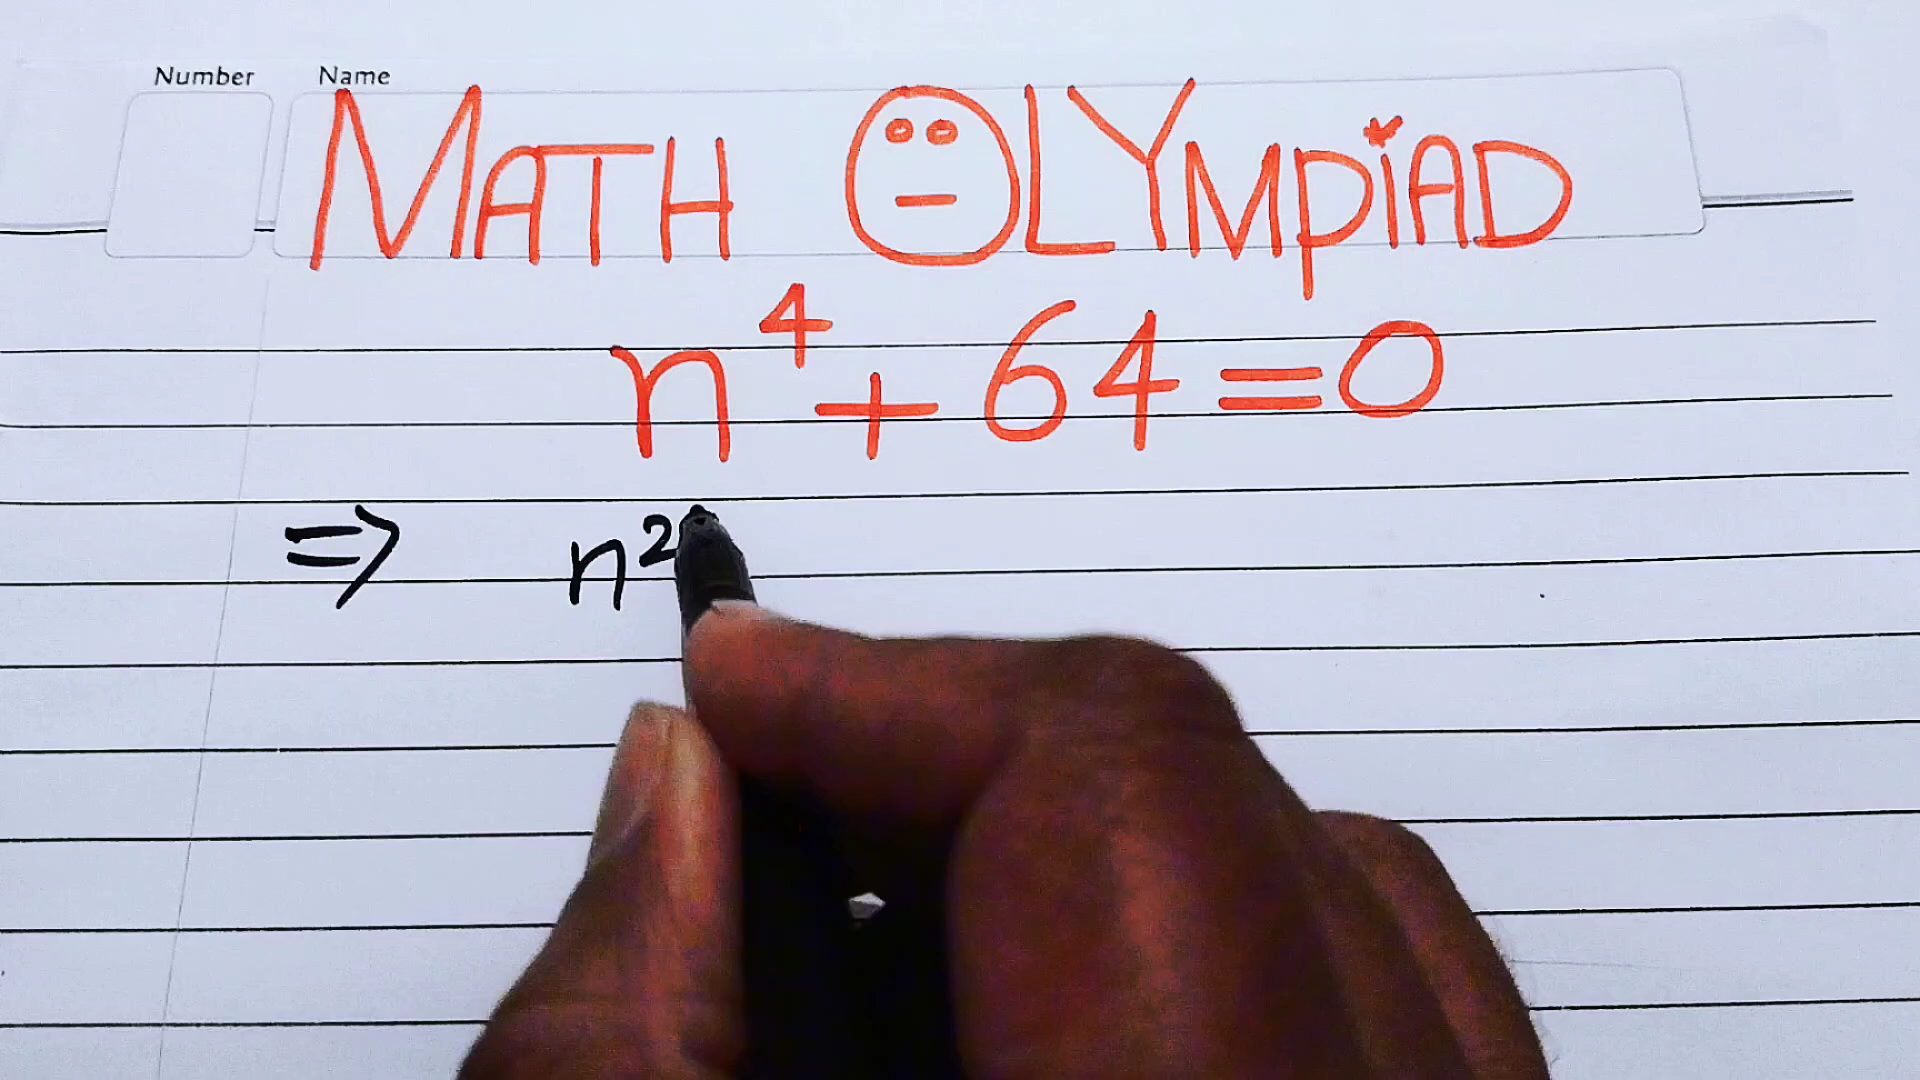 Number Name
MATH OLYMPiAD
n⁴ + 64 = 0
⇒ n²